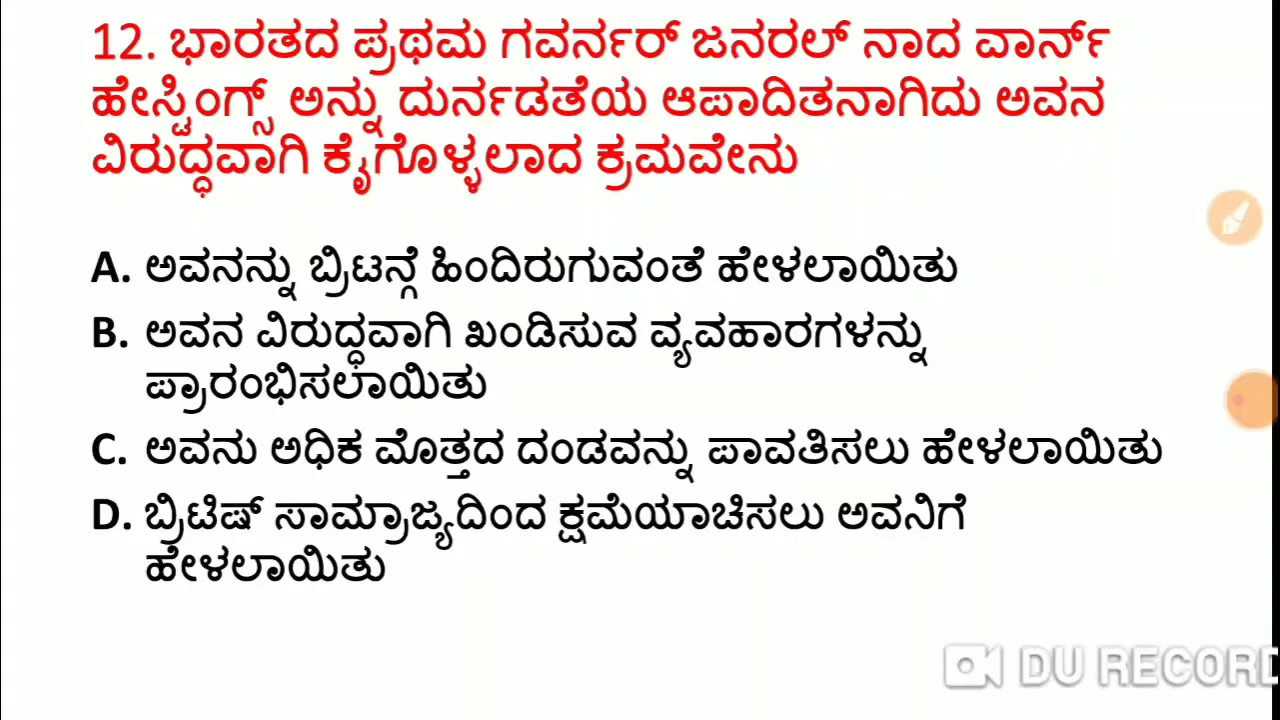 12. ಭಾರತದ ಪ್ರಥಮ ಗವರ್ನರ್ ಜನರಲ್ ನಾದ ವಾರ್ನ್
ಹೇಸ್ಟಿಂಗ್ಸ್ ಅನ್ನು ದುರ್ನಡತೆಯ ಆಪಾದಿತನಾಗಿದು ಅವನ
ವಿರುದ್ಧವಾಗಿ ಕೈಗೊಳ್ಳಲಾದ ಕ್ರಮವೇನು
A. ಅವನನ್ನು ಬ್ರಿಟನ್ಗೆ ಹಿಂದಿರುಗುವಂತೆ ಹೇಳಲಾಯಿತು
B. ಅವನ ವಿರುದ್ಧವಾಗಿ ಖಂಡಿಸುವ ವ್ಯವಹಾರಗಳನ್ನು
ಪ್ರಾರಂಭಿಸಲಾಯಿತು
C. ಅವನು ಅಧಿಕ ಮೊತ್ತದ ದಂಡವನ್ನು ಪಾವತಿಸಲು ಹೇಳಲಾಯಿತು
D. ಬ್ರಿಟಿಷ್ ಸಾಮ್ರಾಜ್ಯದಿಂದ ಕ್ಷಮೆಯಾಚಿಸಲು ಅವನಿಗೆ
ಹೇಳಲಾಯಿತು
DU RECORD